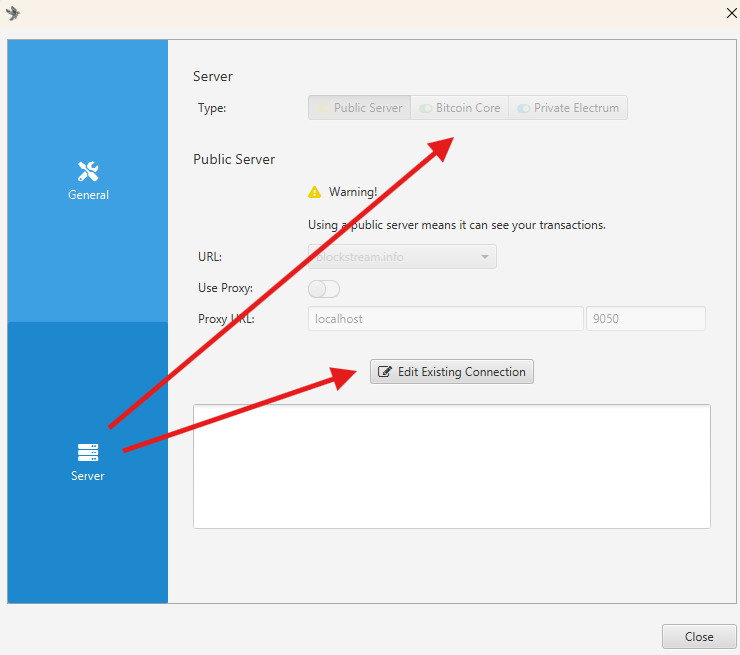 Server
Type:
Public Server
Bitcoin Core
Private Electrum
Public Server
Warning!
Using a public server means it can see your transactions.
URL:
blockstream.info
Use Proxy:
Proxy URL:
localhost
9050
Edit Existing Connection
General
Server
Close